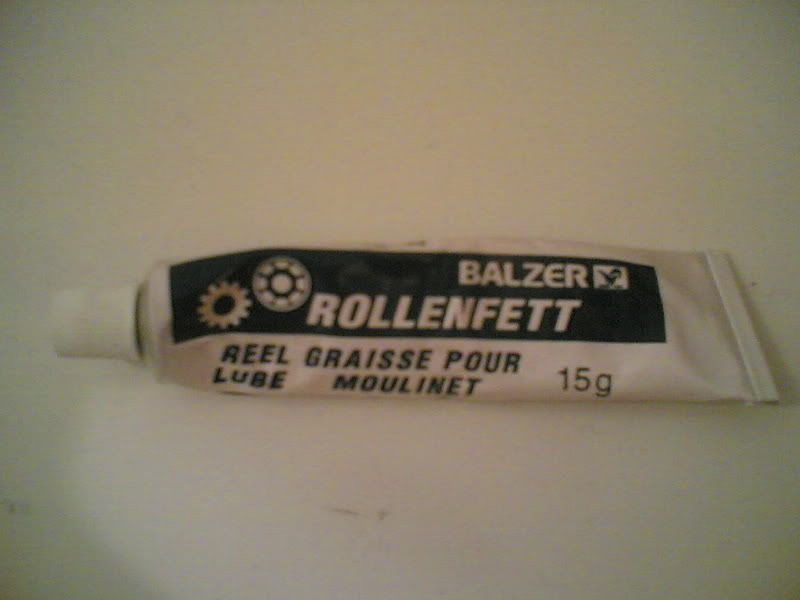 BALZER
ROLLENFETT
REEL GRAISSE POUR
LUBE MOULINET 15g